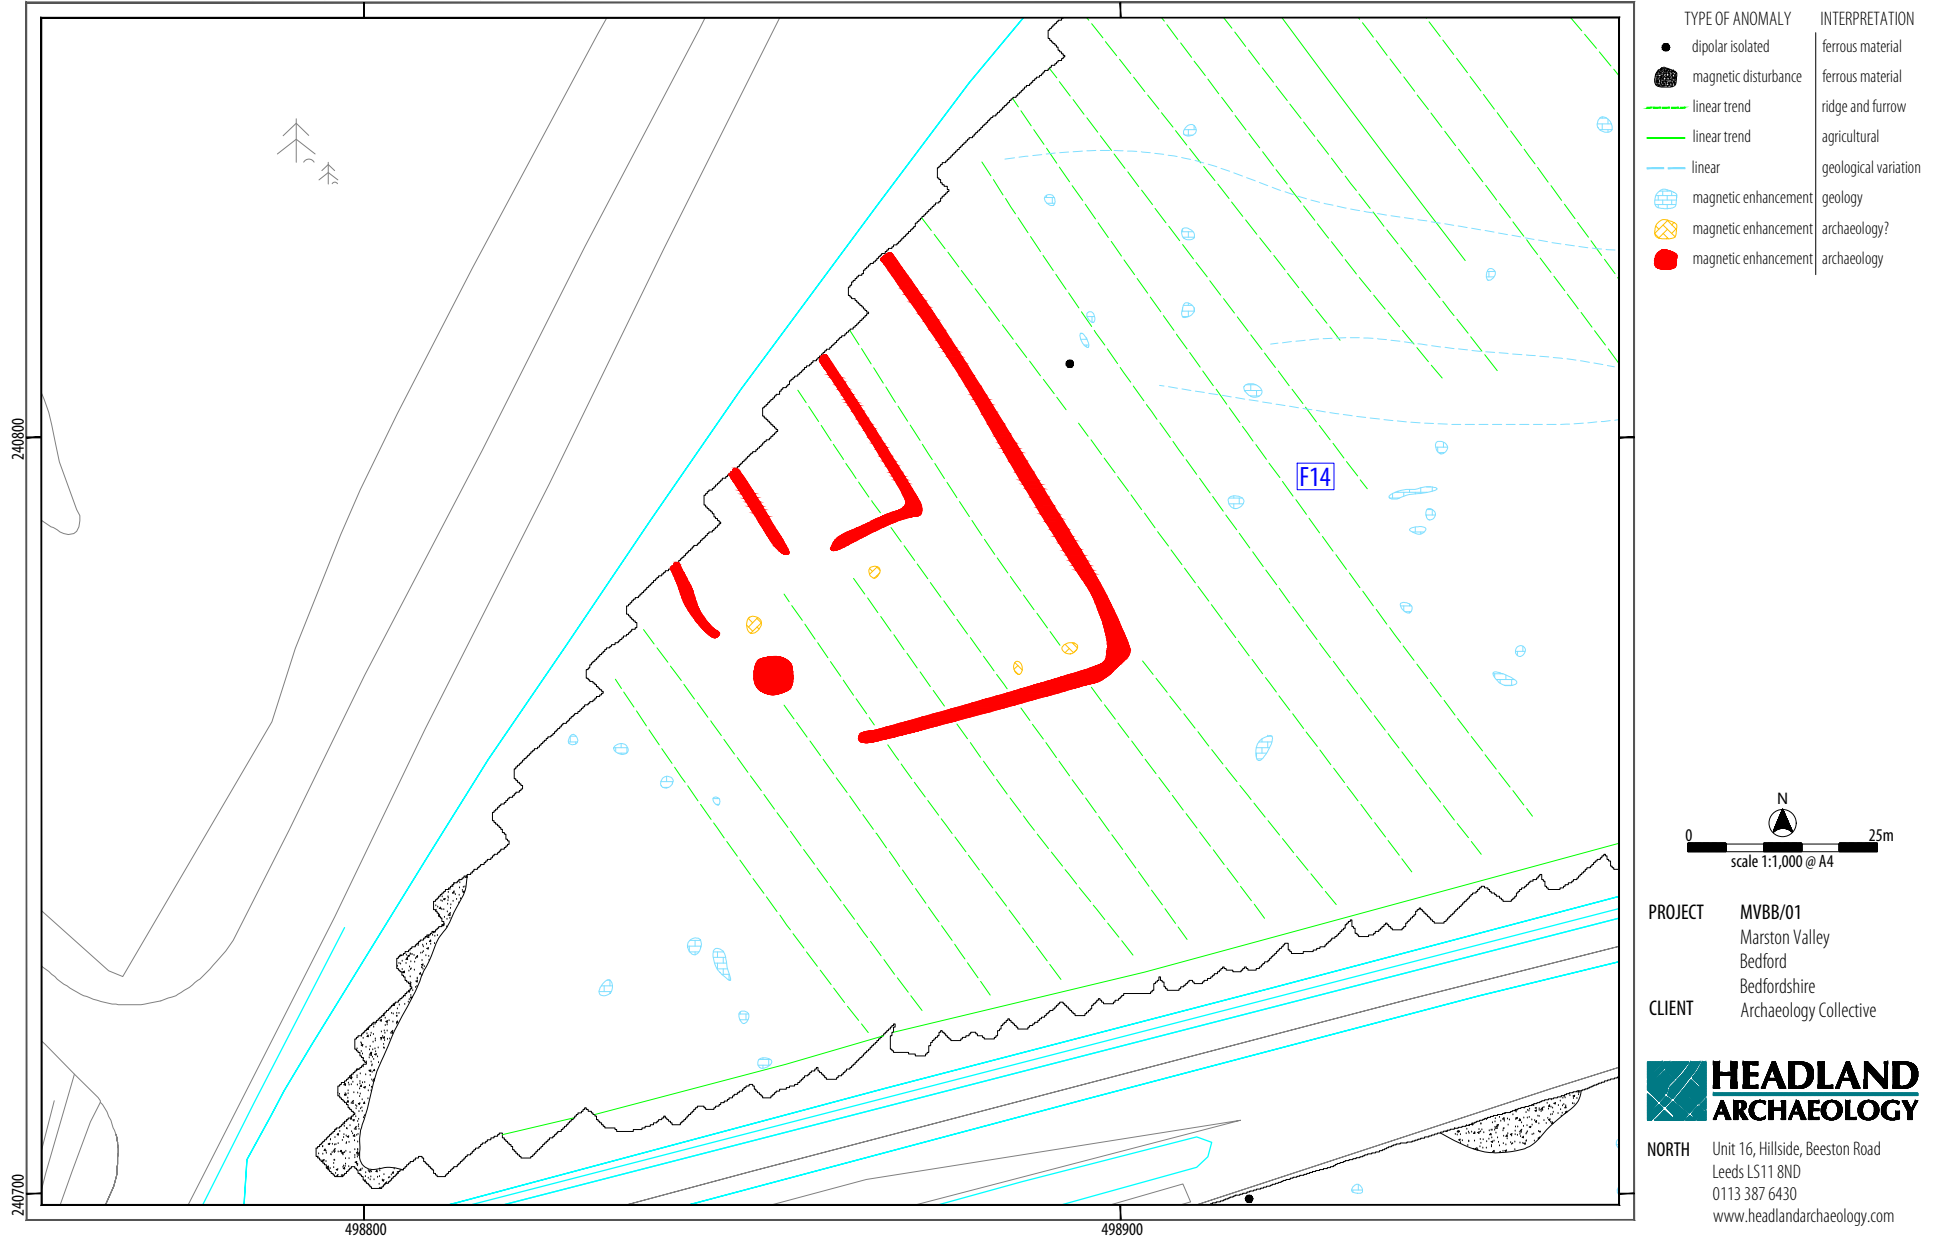 TYPE OF ANOMALY INTERPRETATION
dipolar isolated ferrous material
magnetic disturbance ferrous material
linear trend ridge and furrow
linear trend agricultural
linear geological variation
magnetic enhancement geology
magnetic enhancement archaeology?
magnetic enhancement archaeology
240800
F14
N
0 25m
scale 1:1,000 @ A4
PROJECT MVBB/01
Marston Valley
Bedford
Bedfordshire
CLIENT Archaeology Collective
HEADLAND
ARCHAEOLOGY
NORTH Unit 16, Hillside, Beeston Road
Leeds LS11 8ND
0113 387 6430
www.headlandarchaeology.com
240700
498800 498900